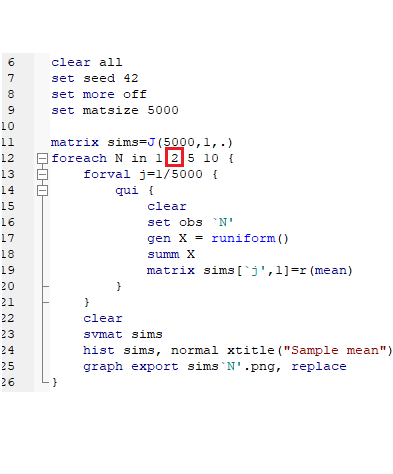 6 clear all
7 set seed 42
8 set more off
9 set matsize 5000
10
11 matrix sims=J(5000,1,.)
12 foreach N in 1 2 5 10 {
13 forval j=1/5000 {
14 qui {
15 clear
16 set obs `N'
17 gen X = runiform()
18 summ X
19 matrix sims[`j',1]=r(mean)
20 }
21 }
22 clear
23 svmat sims
24 hist sims, normal xtitle("Sample mean")
25 graph export sims`N'.png, replace
26 }